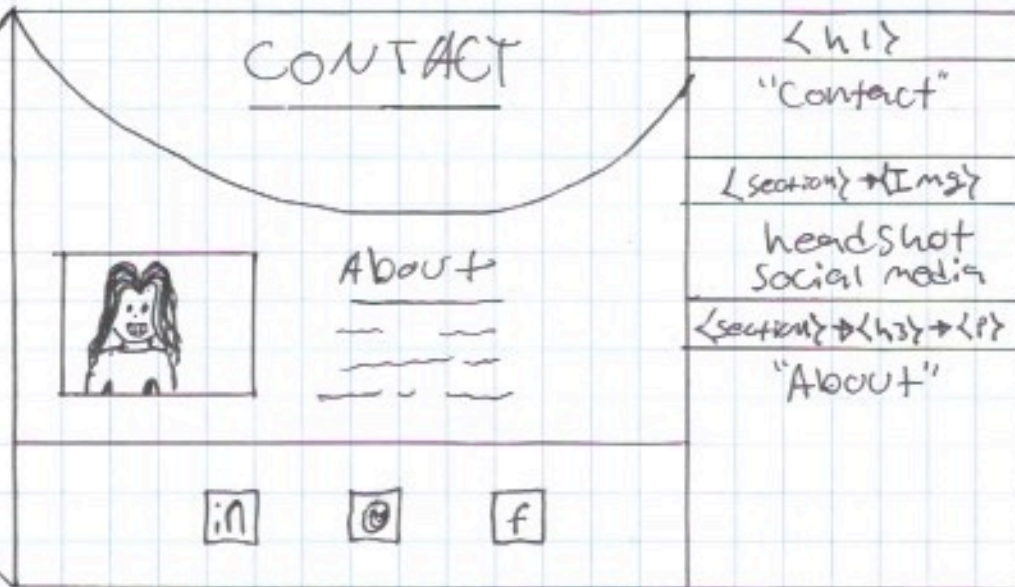 CONTACT
About
in
f
<h1>
"Contact"
<section>→<Img>
headshot
social media
<section>→<h3>→<P>
"About"